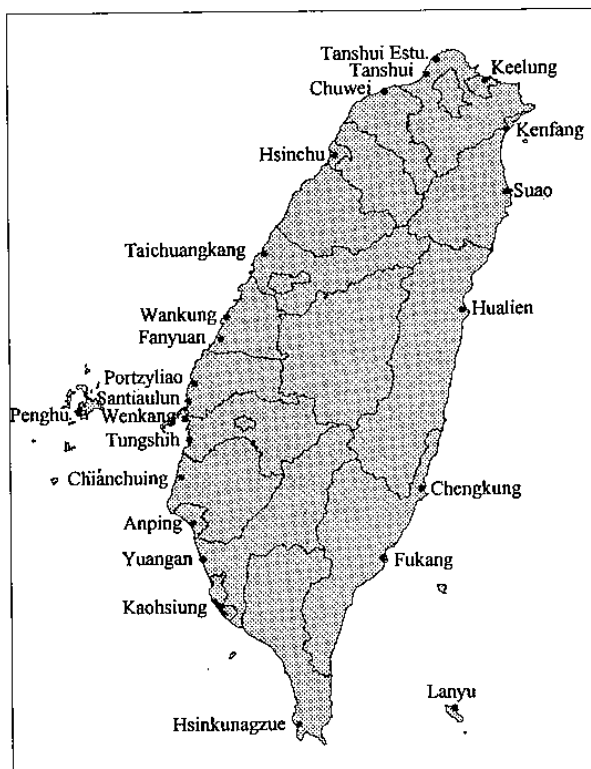 Tanshui Estu.
Tanshui
Keelung
Chuwei
Kenfang
Hsinchu
Suao
Taichuangkang
Wankung
Hualien
Fanyuan
Portzyliao
Santiaulun
Penghu
Wenkang
Tungshih
Chianchuing
Chengkung
Anping
Yuangan
Fukang
Kaohsiung
Lanyu
Hsinkunagzue